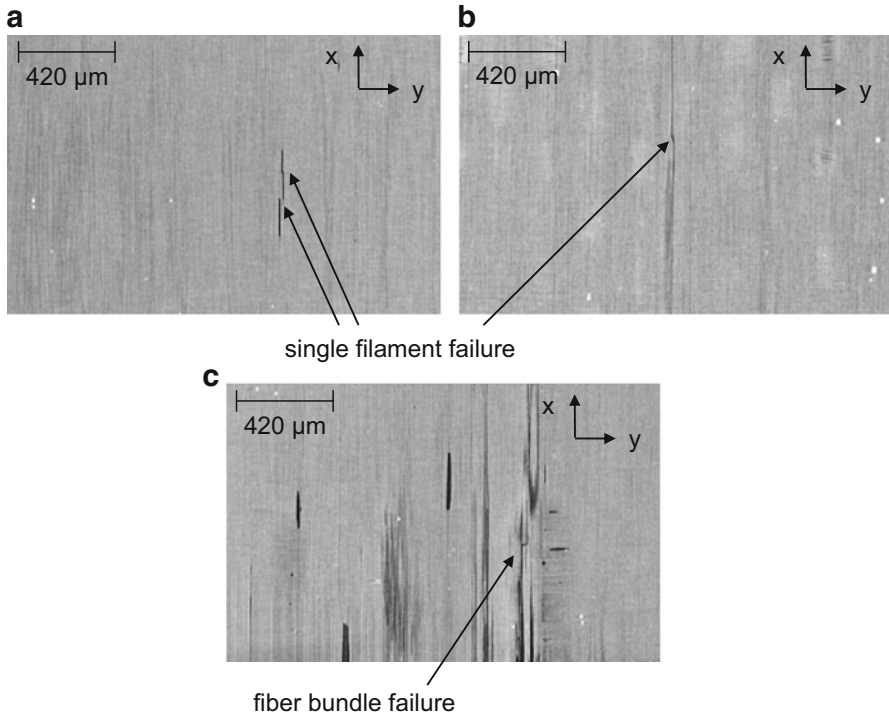 a
420 µm
x
y
b
420 µm
x
y
single filament failure
c
420 µm
x
y
fiber bundle failure